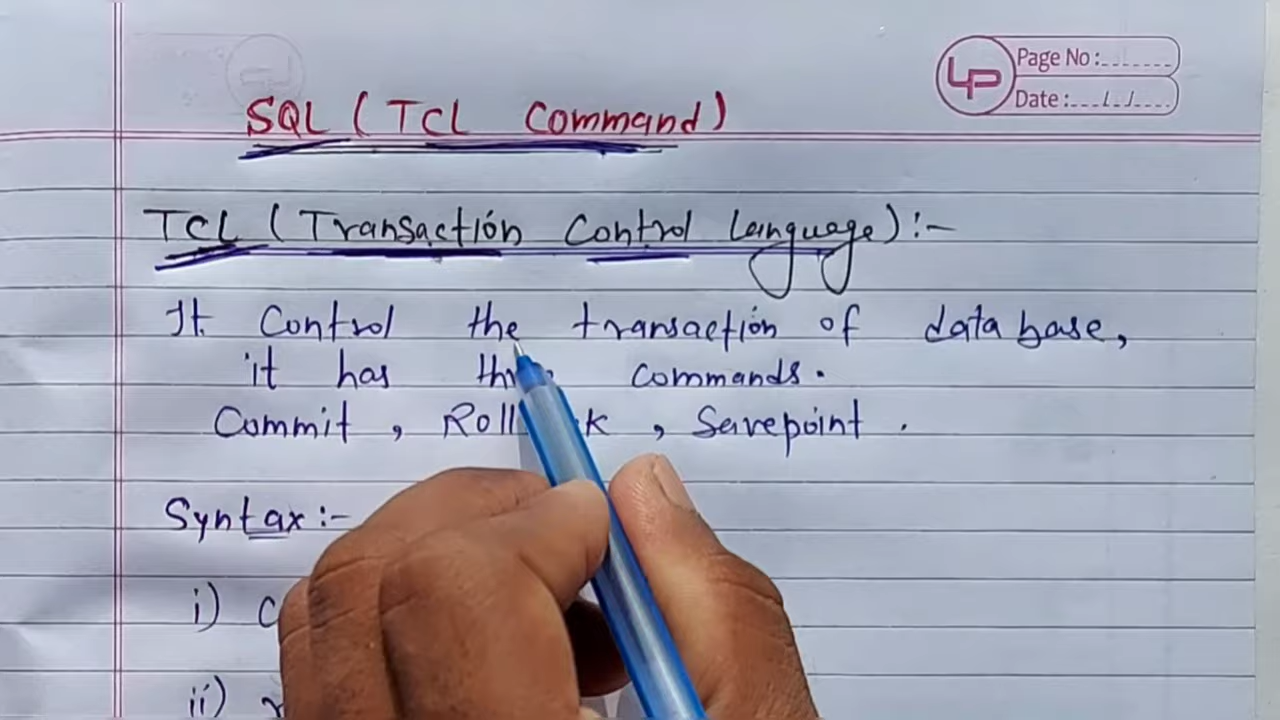 Page No :
Date :
SQL (TCL Command)
TCL (Transaction Control Language) :-
It Control the transaction of database,
it has commands.
Commit, , Savepoint.
Syntax :-
i)
ii)